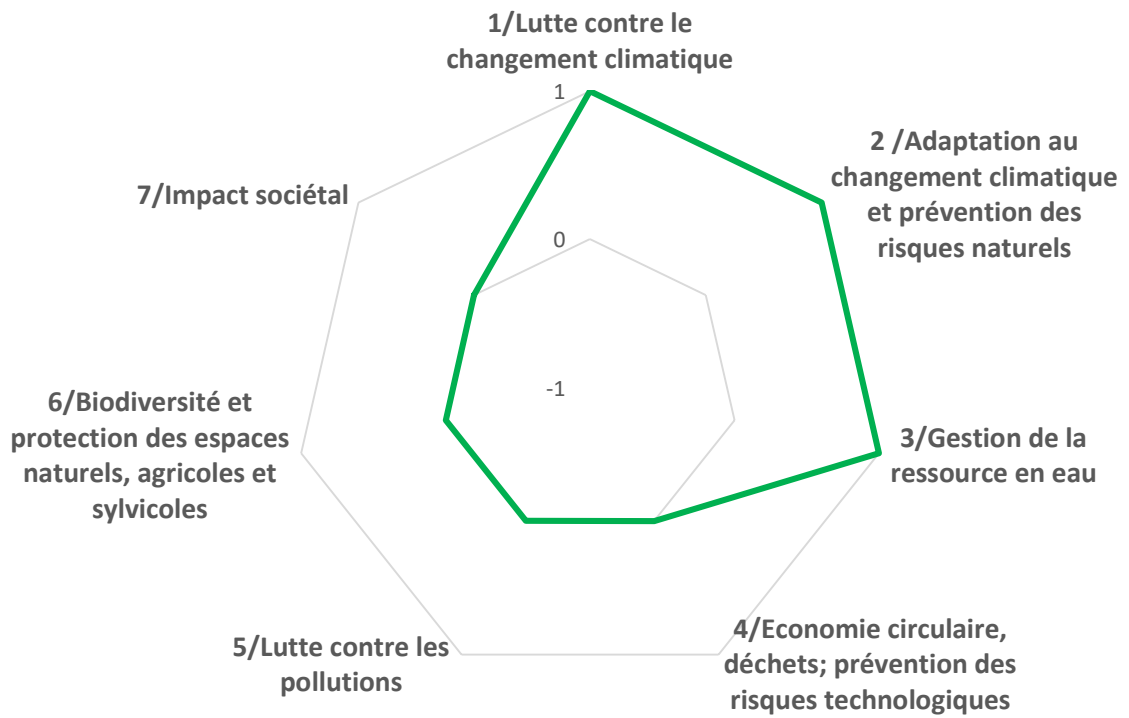 1/Lutte contre le
changement climatique
1
2 /Adaptation au
changement climatique
et prévention des
risques naturels
7/Impact sociétal
0
-1
6/Biodiversité et
protection des espaces
naturels, agricoles et
sylvicoles
3/Gestion de la
ressource en eau
5/Lutte contre les
pollutions
4/Economie circulaire,
déchets; prévention des
risques technologiques